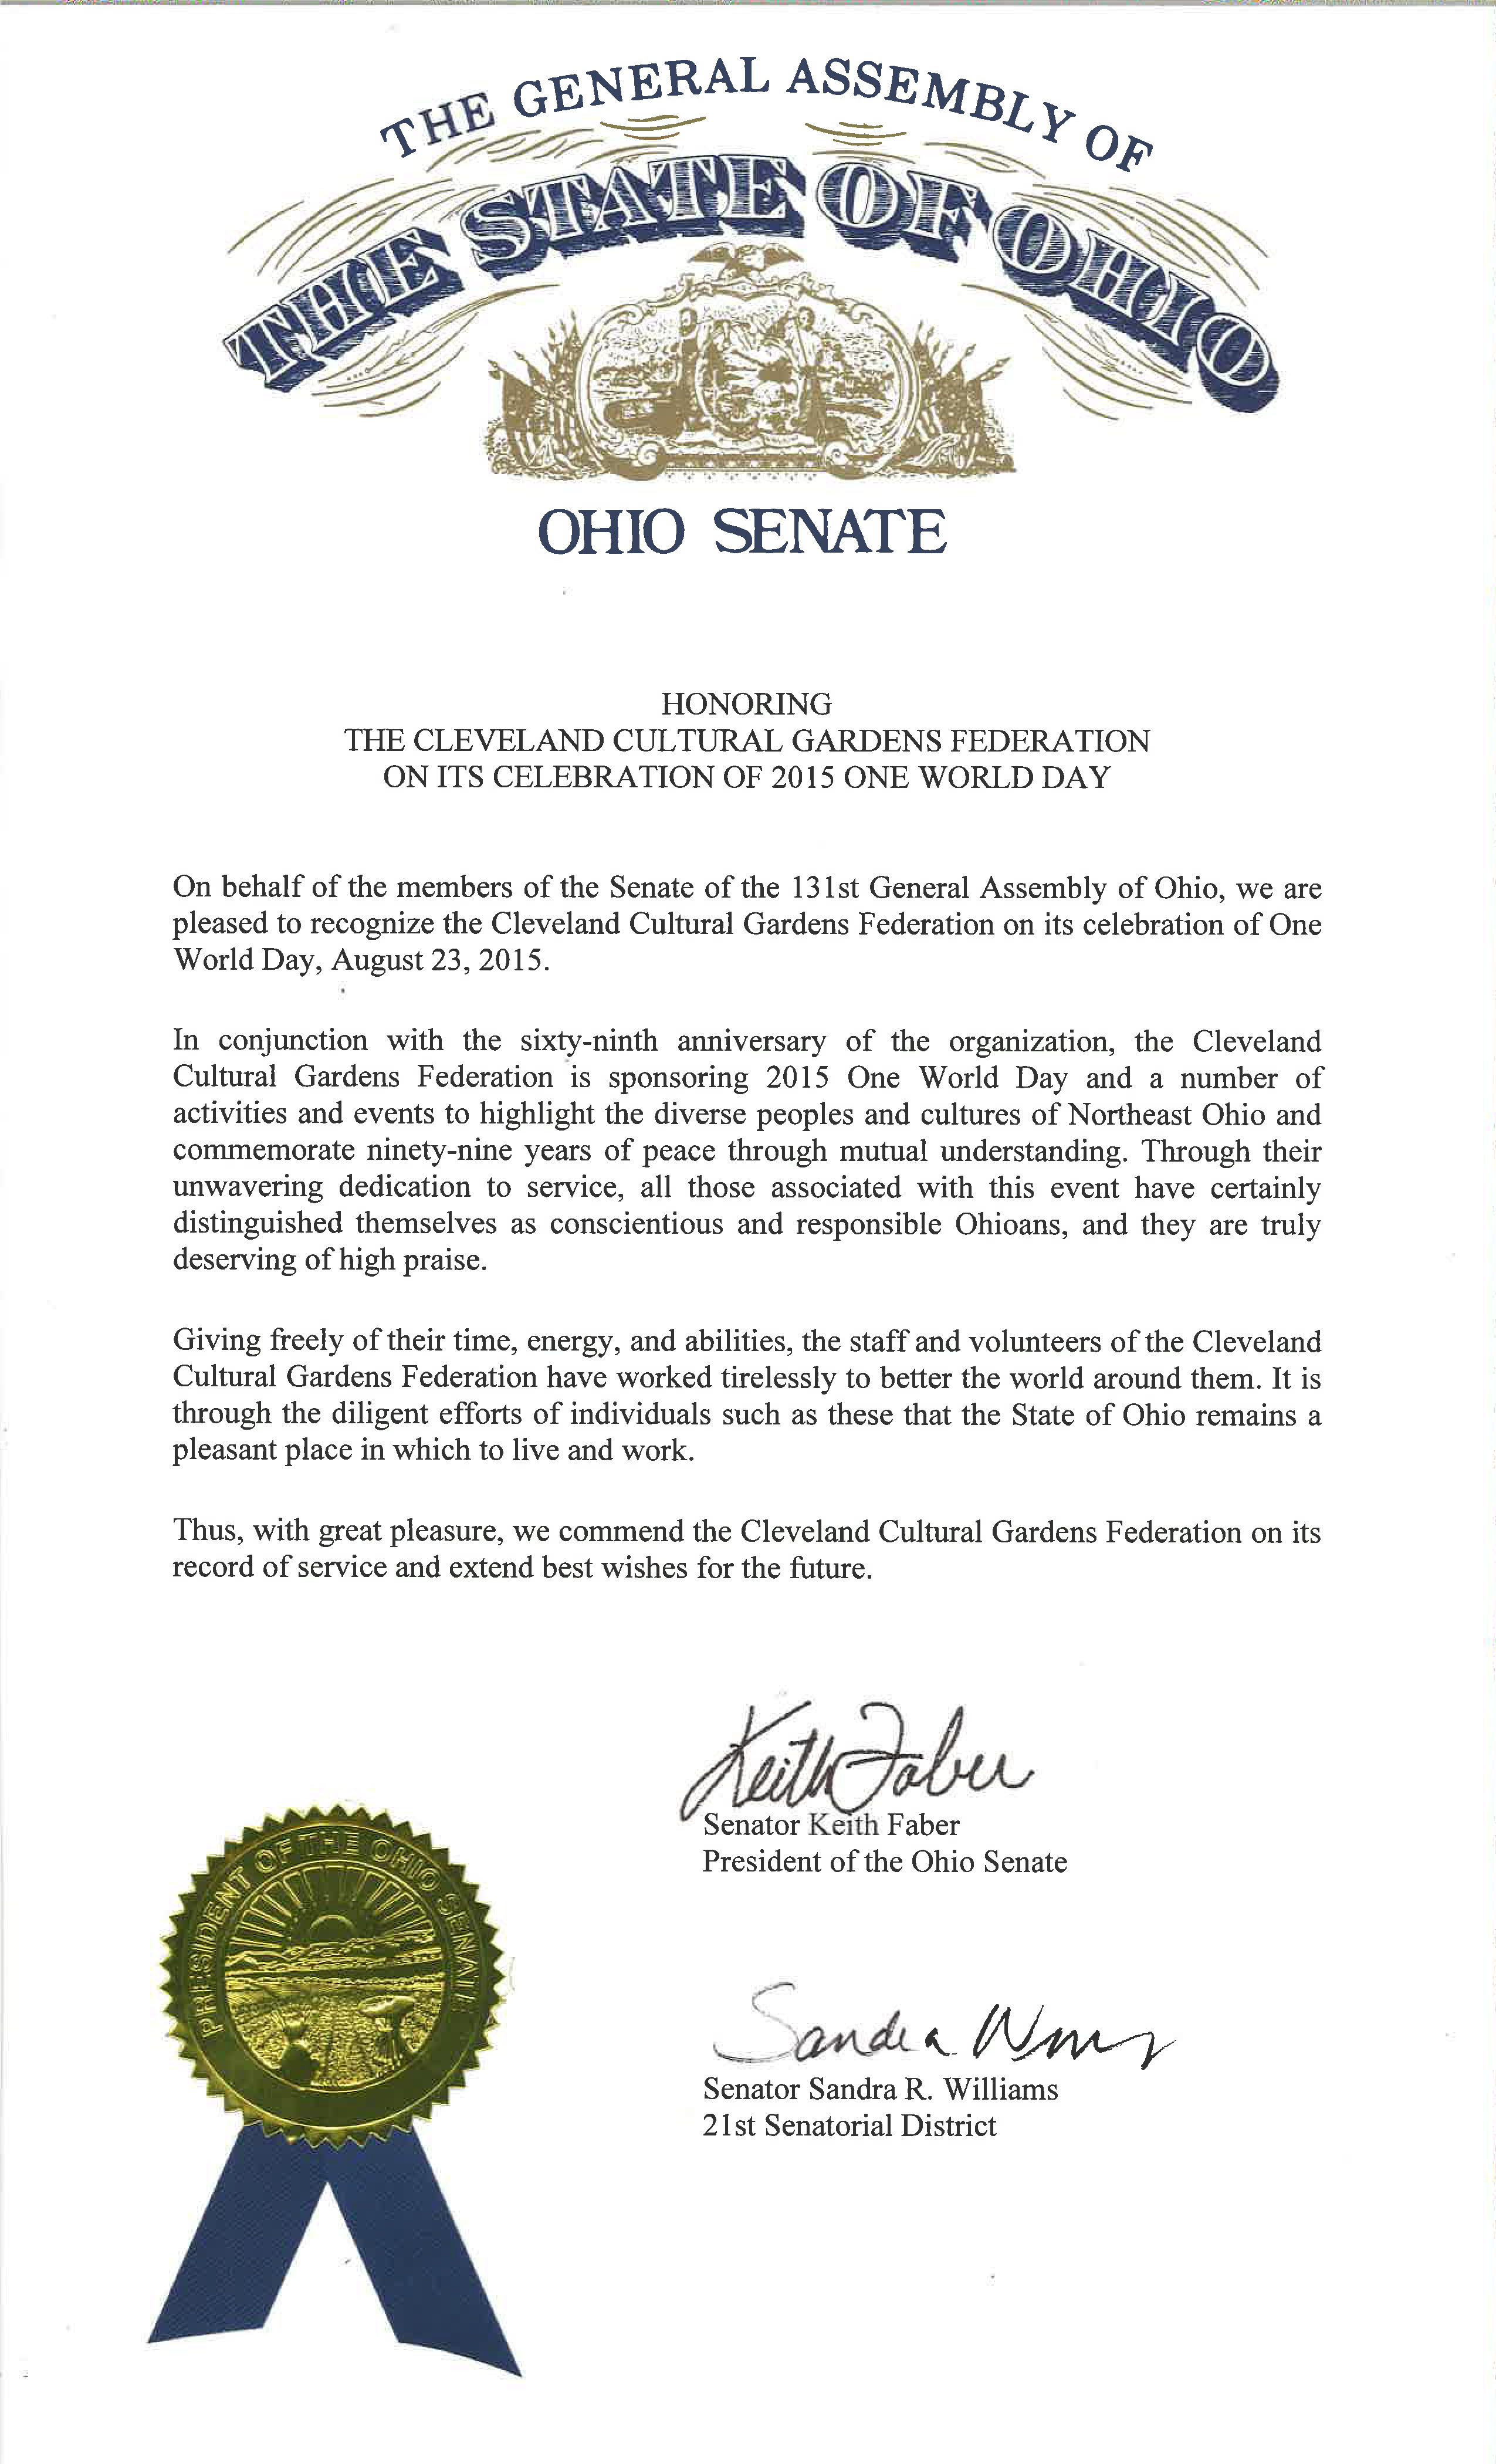 THE GENERAL ASSEMBLY OF
THE STATE OF OHIO
OHIO SENATE
HONORING
THE CLEVELAND CULTURAL GARDENS FEDERATION
ON ITS CELEBRATION OF 2015 ONE WORLD DAY
On behalf of the members of the Senate of the 131st General Assembly of Ohio, we are
pleased to recognize the Cleveland Cultural Gardens Federation on its celebration of One
World Day, August 23, 2015.
In conjunction with the sixty-ninth anniversary of the organization, the Cleveland
Cultural Gardens Federation is sponsoring 2015 One World Day and a number of
activities and events to highlight the diverse peoples and cultures of Northeast Ohio and
commemorate ninety-nine years of peace through mutual understanding. Through their
unwavering dedication to service, all those associated with this event have certainly
distinguished themselves as conscientious and responsible Ohioans, and they are truly
deserving of high praise.
Giving freely of their time, energy, and abilities, the staff and volunteers of the Cleveland
Cultural Gardens Federation have worked tirelessly to better the world around them. It is
through the diligent efforts of individuals such as these that the State of Ohio remains a
pleasant place in which to live and work.
Thus, with great pleasure, we commend the Cleveland Cultural Gardens Federation on its
record of service and extend best wishes for the future.
Keith Faber
Senator Keith Faber
President of the Ohio Senate
PRESIDENT OF THE OHIO SENATE
Sandra
Senator Sandra R. Williams
21st Senatorial District